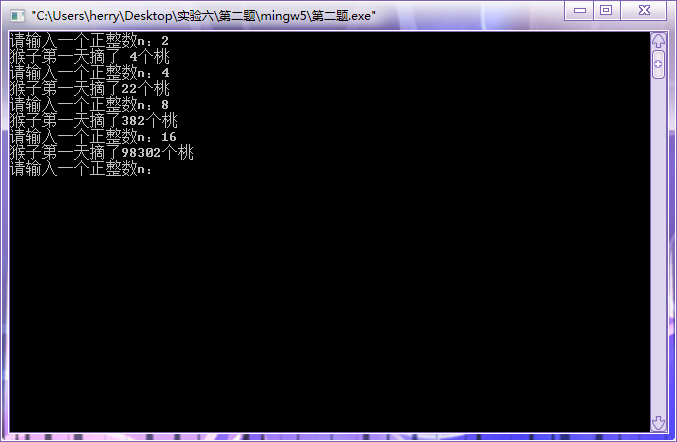 "C:\Users\herry\Desktop\实验六\第二题\mingw5\第二题.exe"
请输入一个正整数n：2
猴子第一天摘了 4个桃
请输入一个正整数n：4
猴子第一天摘了22个桃
请输入一个正整数n：8
猴子第一天摘了382个桃
请输入一个正整数n：16
猴子第一天摘了98302个桃
请输入一个正整数n：